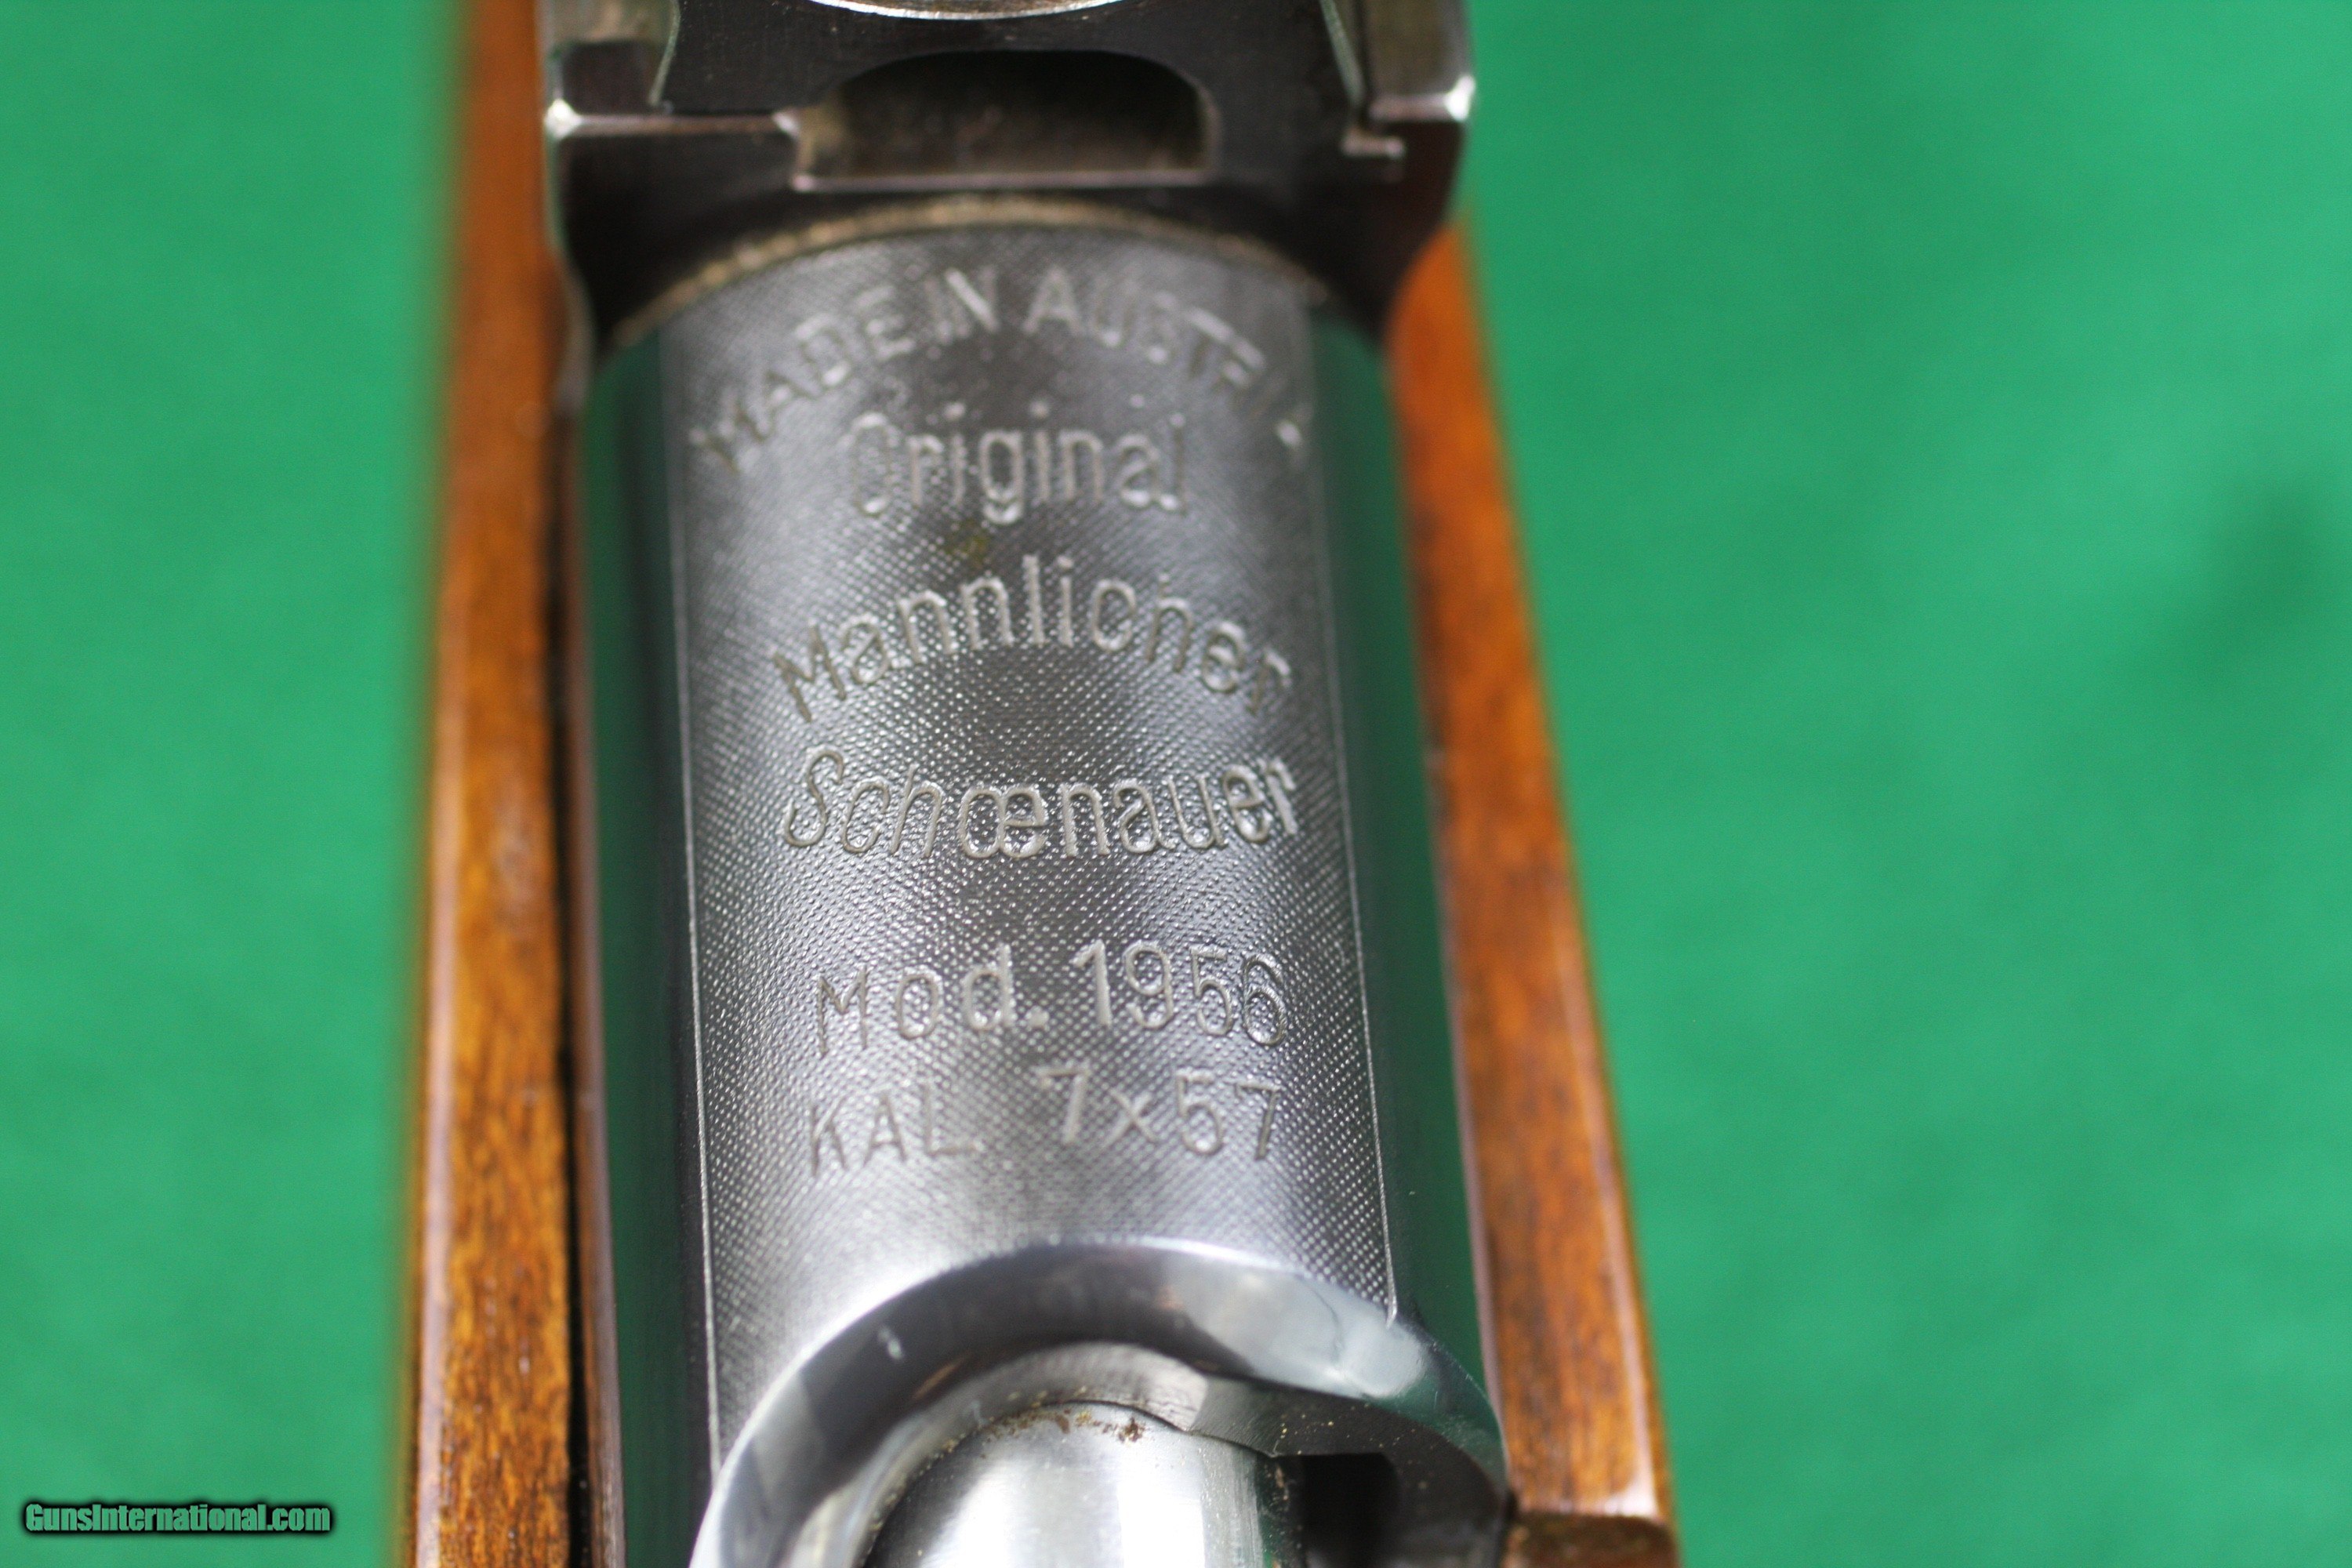 MADE IN AUSTRIA
Original
Mannlicher
Schœnauer
Mod. 1956
KAL. 7x57
GunsInternational.com